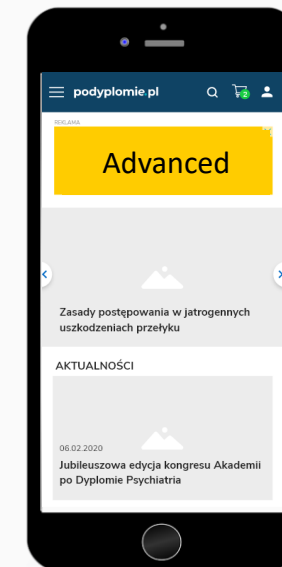 podyplomie.pl
2
REKLAMA
Advanced
Zasady postępowania w jatrogennych
uszkodzeniach przełyku
AKTUALNOŚCI
06.02.2020
Jubileuszowa edycja kongresu Akademii
po Dyplomie Psychiatria